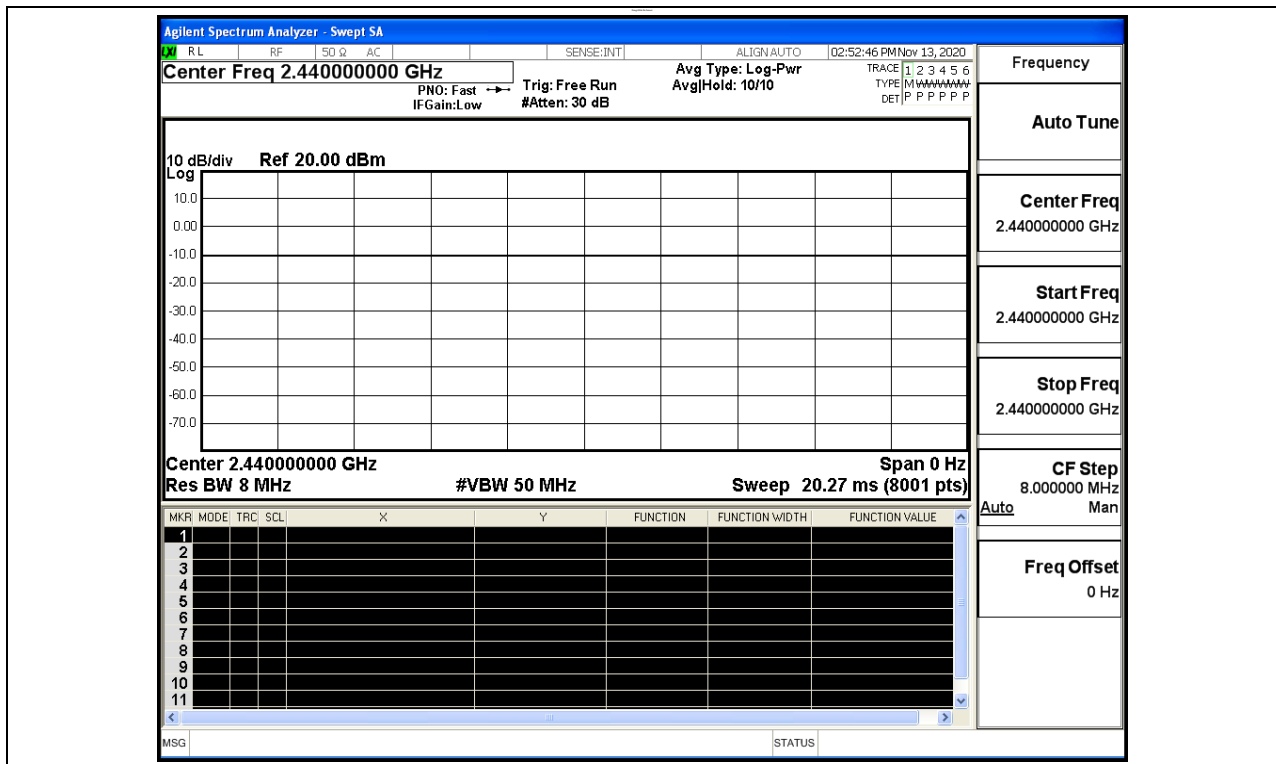 Agilent Spectrum Analyzer - Swept SA
LXI RL RF 50 Ω AC SENSE:INT ALIGN AUTO 02:52:46 PM Nov 13, 2020
Center Freq 2.440000000 GHz
PNO: Fast
IFGain:Low
Trig: Free Run
#Atten: 30 dB
Avg Type: Log-Pwr
Avg|Hold: 10/10
TRACE 1 2 3 4 5 6
TYPE M WWWWW
DET P P P P P P
10 dB/div Ref 20.00 dBm
Log
10.0
0.00
-10.0
-20.0
-30.0
-40.0
-50.0
-60.0
-70.0
Center 2.440000000 GHz Span 0 Hz
Res BW 8 MHz #VBW 50 MHz Sweep 20.27 ms (8001 pts)
MKR MODE TRC SCL X Y FUNCTION FUNCTION WIDTH FUNCTION VALUE
1
2
3
4
5
6
7
8
9
10
11
MSG STATUS
Frequency
Auto Tune
Center Freq
2.440000000 GHz
Start Freq
2.440000000 GHz
Stop Freq
2.440000000 GHz
CF Step
8.000000 MHz
Auto Man
Freq Offset
0 Hz